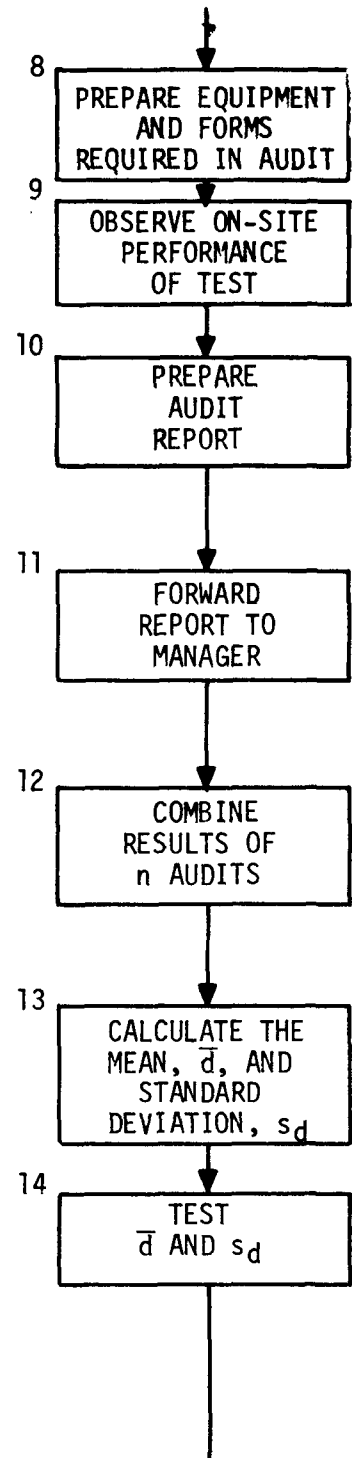 8
PREPARE EQUIPMENT
AND FORMS
REQUIRED IN AUDIT
9
OBSERVE ON-SITE
PERFORMANCE
OF TEST
10
PREPARE
AUDIT
REPORT
11
FORWARD
REPORT TO
MANAGER
12
COMBINE
RESULTS OF
n AUDITS
13
CALCULATE THE
MEAN, d̅, AND
STANDARD
DEVIATION, sd
14
TEST
d̅ AND sd